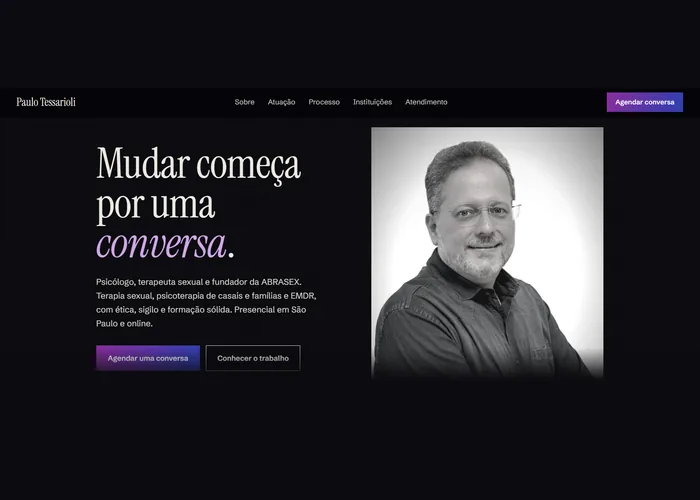 Paulo Tessarioli
Sobre
Atuação
Processo
Instituições
Atendimento
Agendar conversa
Mudar começa
por uma
conversa.
Psicólogo, terapeuta sexual e fundador da ABRASEX.
Terapia sexual, psicoterapia de casais e famílias e EMDR,
com ética, sigilo e formação sólida. Presencial em São
Paulo e online.
Agendar uma conversa
Conhecer o trabalho